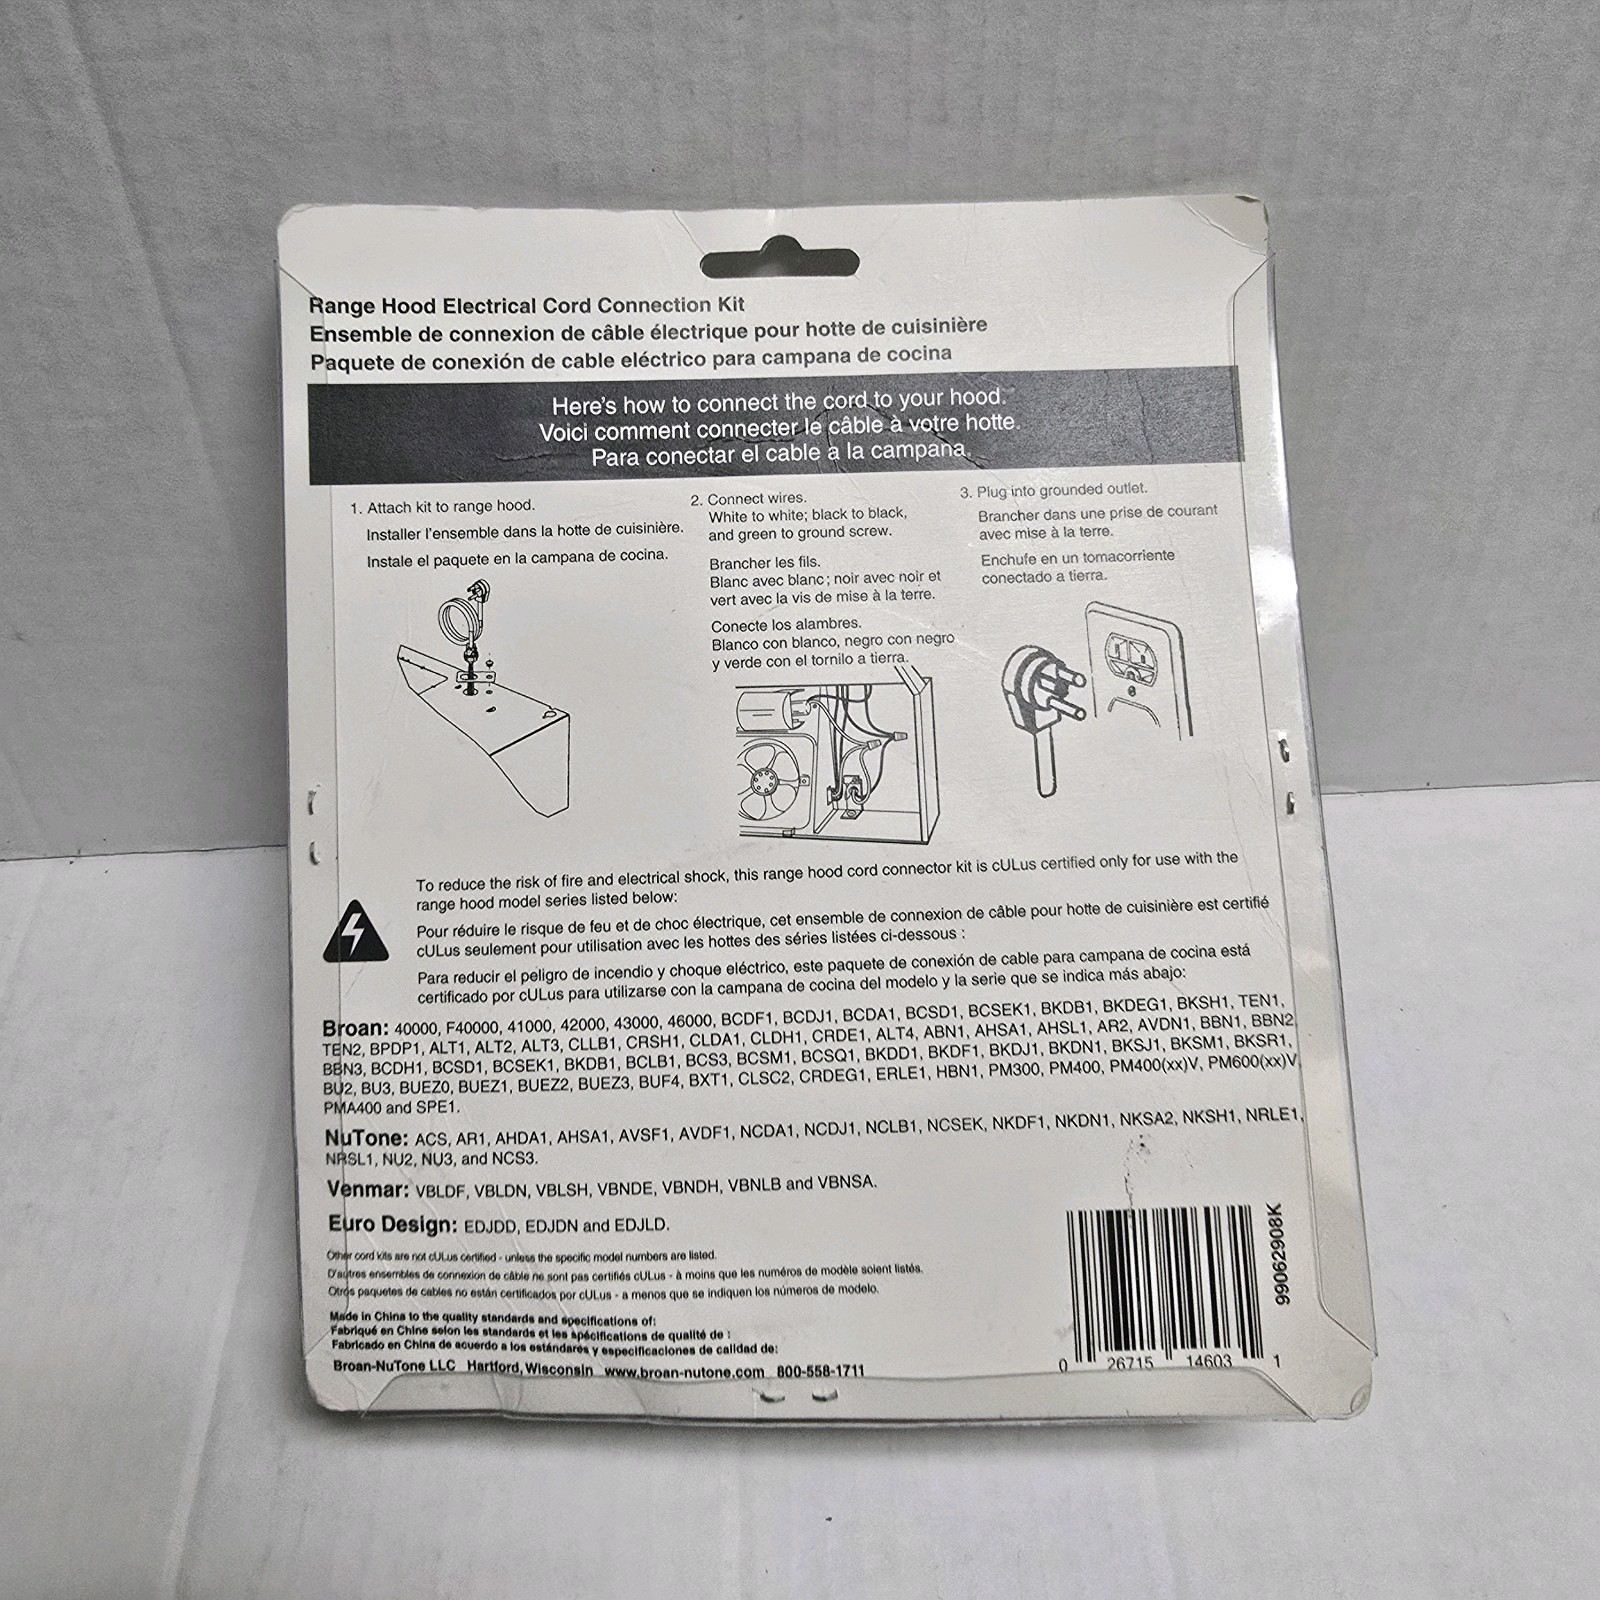 Range Hood Electrical Cord Connection Kit
Ensemble de connexion de câble électrique pour hotte de cuisinière
Paquete de conexión de cable eléctrico para campana de cocina
Here's how to connect the cord to your hood.
Voici comment connecter le câble à votre hotte.
Para conectar el cable a la campana.
1. Attach kit to range hood.
Installer l'ensemble dans la hotte de cuisinière.
Instale el paquete en la campana de cocina.
2. Connect wires.
White to white; black to black,
and green to ground screw.
Brancher les fils.
Blanc avec blanc; noir avec noir et
vert avec la vis de mise à la terre.
Conecte los alambres.
Blanco con blanco, negro con negro
y verde con el tornilo a tierra.
3. Plug into grounded outlet.
Brancher dans une prise de courant
avec mise à la terre.
Enchufe en un tomacorriente
conectado a tierra.
To reduce the risk of fire and electrical shock, this range hood cord connector kit is cULus certified only for use with the
range hood model series listed below:
Pour réduire le risque de feu et de choc électrique, cet ensemble de connexion de câble pour hotte de cuisinière est certifié
cULus seulement pour utilisation avec les hottes des séries listées ci-dessous :
Para reducir el peligro de incendio y choque eléctrico, este paquete de conexión de cable para campana de cocina está
certificado por cULus para utilizarse con la campana de cocina del modelo y la serie que se indica más abajo:
Broan: 40000, F40000, 41000, 42000, 43000, 46000, BCDF1, BCDJ1, BCDA1, BCSD1, BCSEK1, BKDB1, BKDEG1, BKSH1, TEN1,
TEN2, BPDP1, ALT1, ALT2, ALT3, CLLB1, CRSH1, CLDA1, CLDH1, CRDE1, ALT4, ABN1, AHSA1, AHSL1, AR2, AVDN1, BBN1, BBN2
BBN3, BCDH1, BCSD1, BCSEK1, BKDB1, BCLB1, BCS3, BCSM1, BCSQ1, BKDD1, BKDF1, BKDJ1, BKDN1, BKSJ1, BKSM1, BKSR1,
BU2, BU3, BUEZ0, BUEZ1, BUEZ2, BUEZ3, BUF4, BXT1, CLSC2, CRDEG1, ERLE1, HBN1, PM300, PM400, PM400(xx)V, PM600(xx)V
PMA400 and SPE1.
NuTone: ACS, AR1, AHDA1, AHSA1, AVSF1, AVDF1, NCDA1, NCDJ1, NCLB1, NCSEK, NKDF1, NKDN1, NKSA2, NKSH1, NRLE1,
NRSL1, NU2, NU3, and NCS3.
Venmar: VBLDF, VBLDN, VBLSH, VBNDE, VBNDH, VBNLB and VBNSA.
Euro Design: EDJDD, EDJDN and EDJLD.
Other cord kits are not cULus certified - unless the specific model numbers are listed.
D'autres ensembles de connexion de câble ne sont pas certifiés cULus - à moins que les numéros de modèle soient listés.
Otros paquetes de cables no están certificados por cULus - a menos que se indiquen los números de modelo.
Made in China to the quality standards and specifications of:
Fabriqué en Chine selon les standards et les spécifications de qualité de :
Fabricado en China de acuerdo a los estándares y especificaciones de calidad de:
Broan-NuTone LLC Hartford, Wisconsin www.broan-nutone.com 800-558-1711
0 26715 14603 1
99062908K